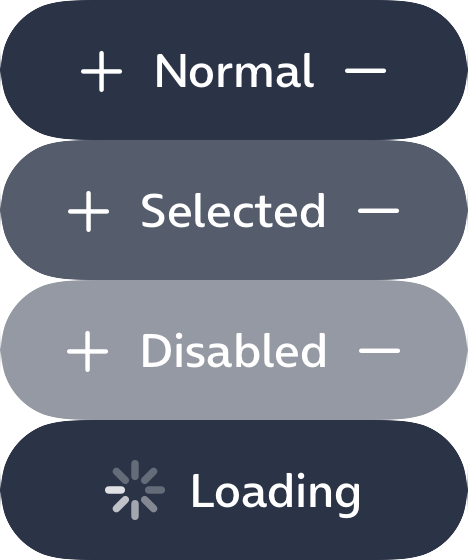 + Normal −
+ Selected −
+ Disabled −
Loading